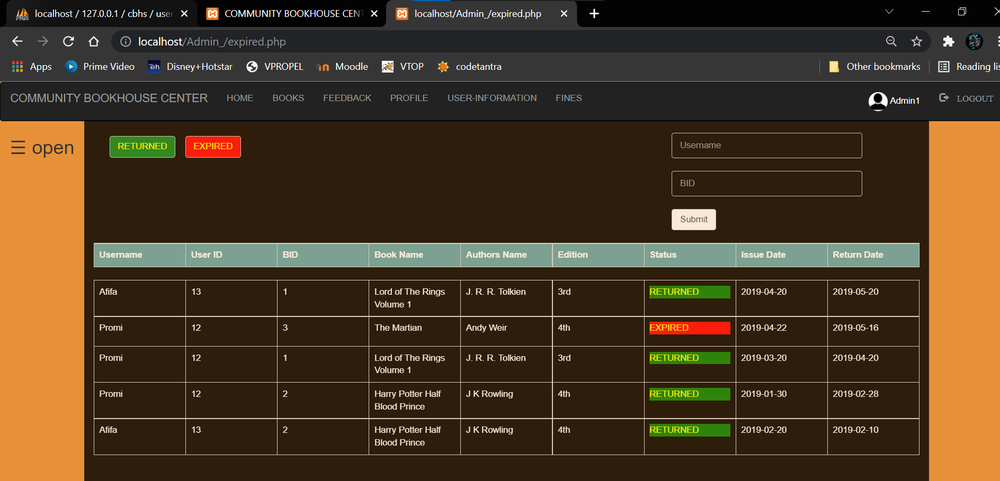 localhost / 127.0.0.1 / cbhs / user
COMMUNITY BOOKHOUSE CENT
localhost/Admin_/expired.php
localhost/Admin_/expired.php
Apps Prime Video Disney+Hotstar VPROPEL Moodle VTOP codetantra Other bookmarks Reading lis
COMMUNITY BOOKHOUSE CENTER HOME BOOKS FEEDBACK PROFILE USER-INFORMATION FINES Admin1 LOGOUT
☰ open
RETURNED EXPIRED
Username
BID
Submit
Username User ID BID Book Name Authors Name Edition Status Issue Date Return Date
Afifa 13 1 Lord of The Rings J. R. R. Tolkien 3rd RETURNED 2019-04-20 2019-05-20
Volume 1
Promi 12 3 The Martian Andy Weir 4th EXPIRED 2019-04-22 2019-05-16
Promi 12 1 Lord of The Rings J. R. R. Tolkien 3rd RETURNED 2019-03-20 2019-04-20
Volume 1
Promi 12 2 Harry Potter Half J K Rowling 4th RETURNED 2019-01-30 2019-02-28
Blood Prince
Afifa 13 2 Harry Potter Half J K Rowling 4th RETURNED 2019-02-20 2019-02-10
Blood Prince